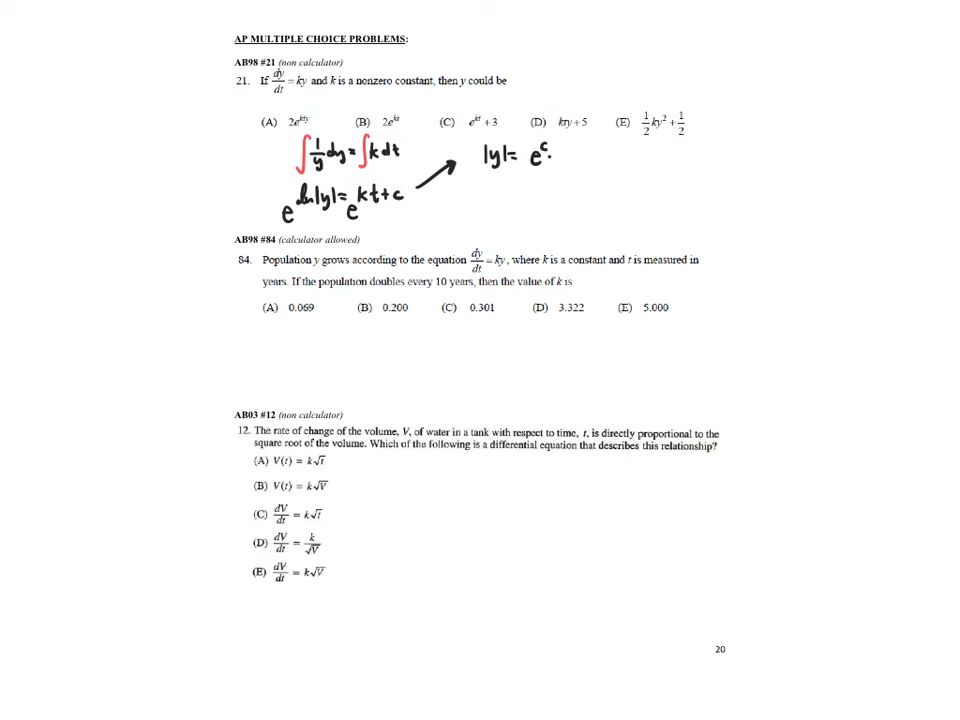 AP MULTIPLE CHOICE PROBLEMS:
AB98 #21 (non calculator)
21. If dy/dt = ky and k is a nonzero constant, then y could be
(A) 2e^{kty} (B) 2e^{kt} (C) e^{kt} + 3 (D) kty + 5 (E) 1/2 ky² + 1/2
∫ 1/y dy = ∫ k dt |y| = e^c ·
e^{ln|y|} = e^{kt+c}
AB98 #84 (calculator allowed)
84. Population y grows according to the equation dy/dt = ky, where k is a constant and t is measured in
years. If the population doubles every 10 years, then the value of k is
(A) 0.069 (B) 0.200 (C) 0.301 (D) 3.322 (E) 5.000
AB03 #12 (non calculator)
12. The rate of change of the volume, V, of water in a tank with respect to time, t, is directly proportional to the
square root of the volume. Which of the following is a differential equation that describes this relationship?
(A) V(t) = k√t
(B) V(t) = k√V
(C) dV/dt = k√t
(D) dV/dt = k/√V
(E) dV/dt = k√V
20